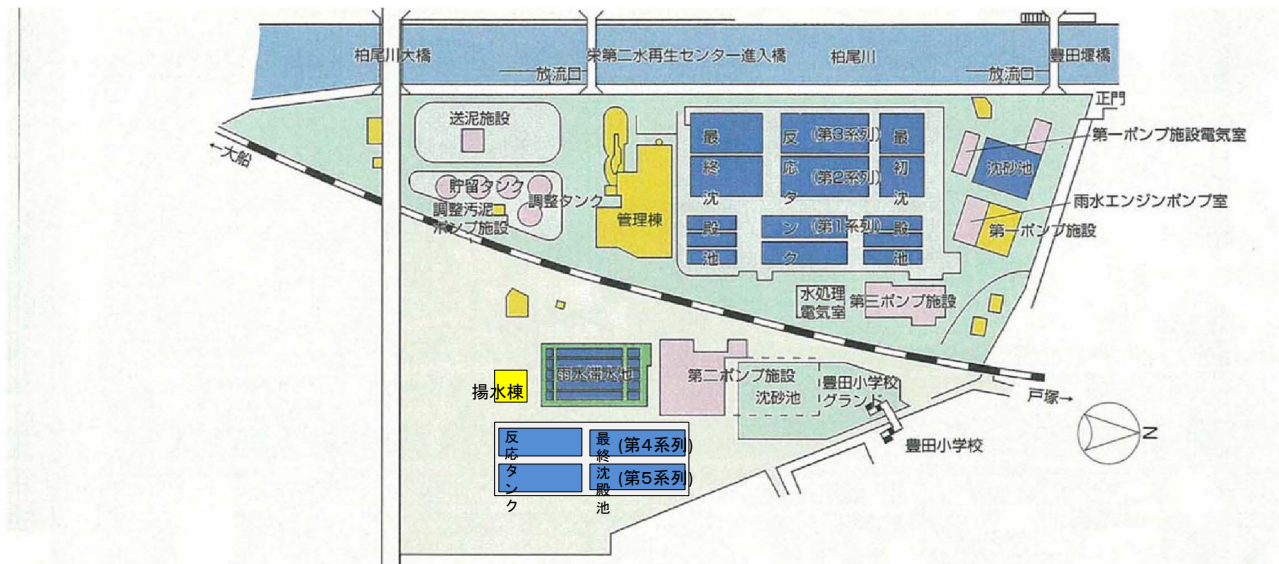 柏尾川大橋
栄第二水再生センター進入橋
柏尾川
豊田堰橋
放流口
放流口
正門
←大船
送泥施設
貯留タンク
調整タンク
調整汚泥
ポンプ施設
管理棟
最終沈殿池
反応タンク
最初沈殿池
(第3系列)
(第2系列)
(第1系列)
第一ポンプ施設電気室
沈砂池
雨水エンジンポンプ室
第一ポンプ施設
水処理
電気室
第三ポンプ施設
揚水棟
雨水滞水池
第二ポンプ施設
沈砂池
豊田小学校
グランド
戸塚→
豊田小学校
N
反応タンク
最終沈殿池
(第4系列)
(第5系列)